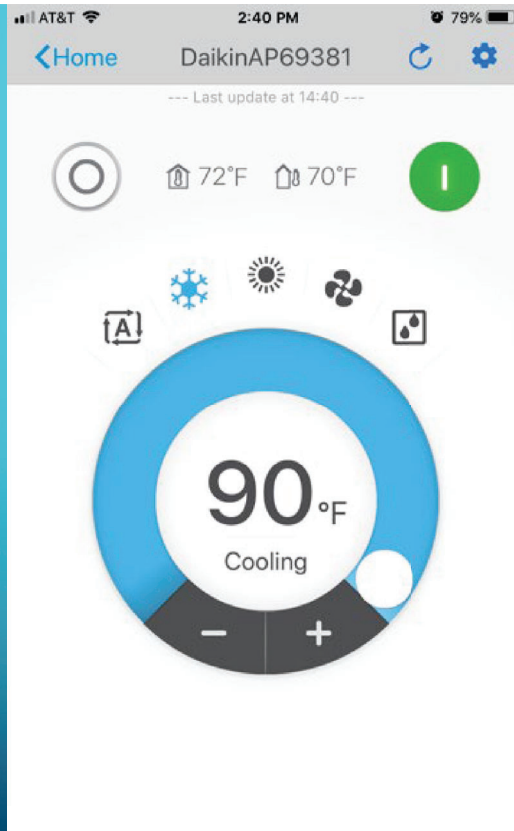 AT&T 2:40 PM 79%
Home DaikinAP69381
--- Last update at 14:40 ---
72°F 70°F
A
90 °F
Cooling
− +